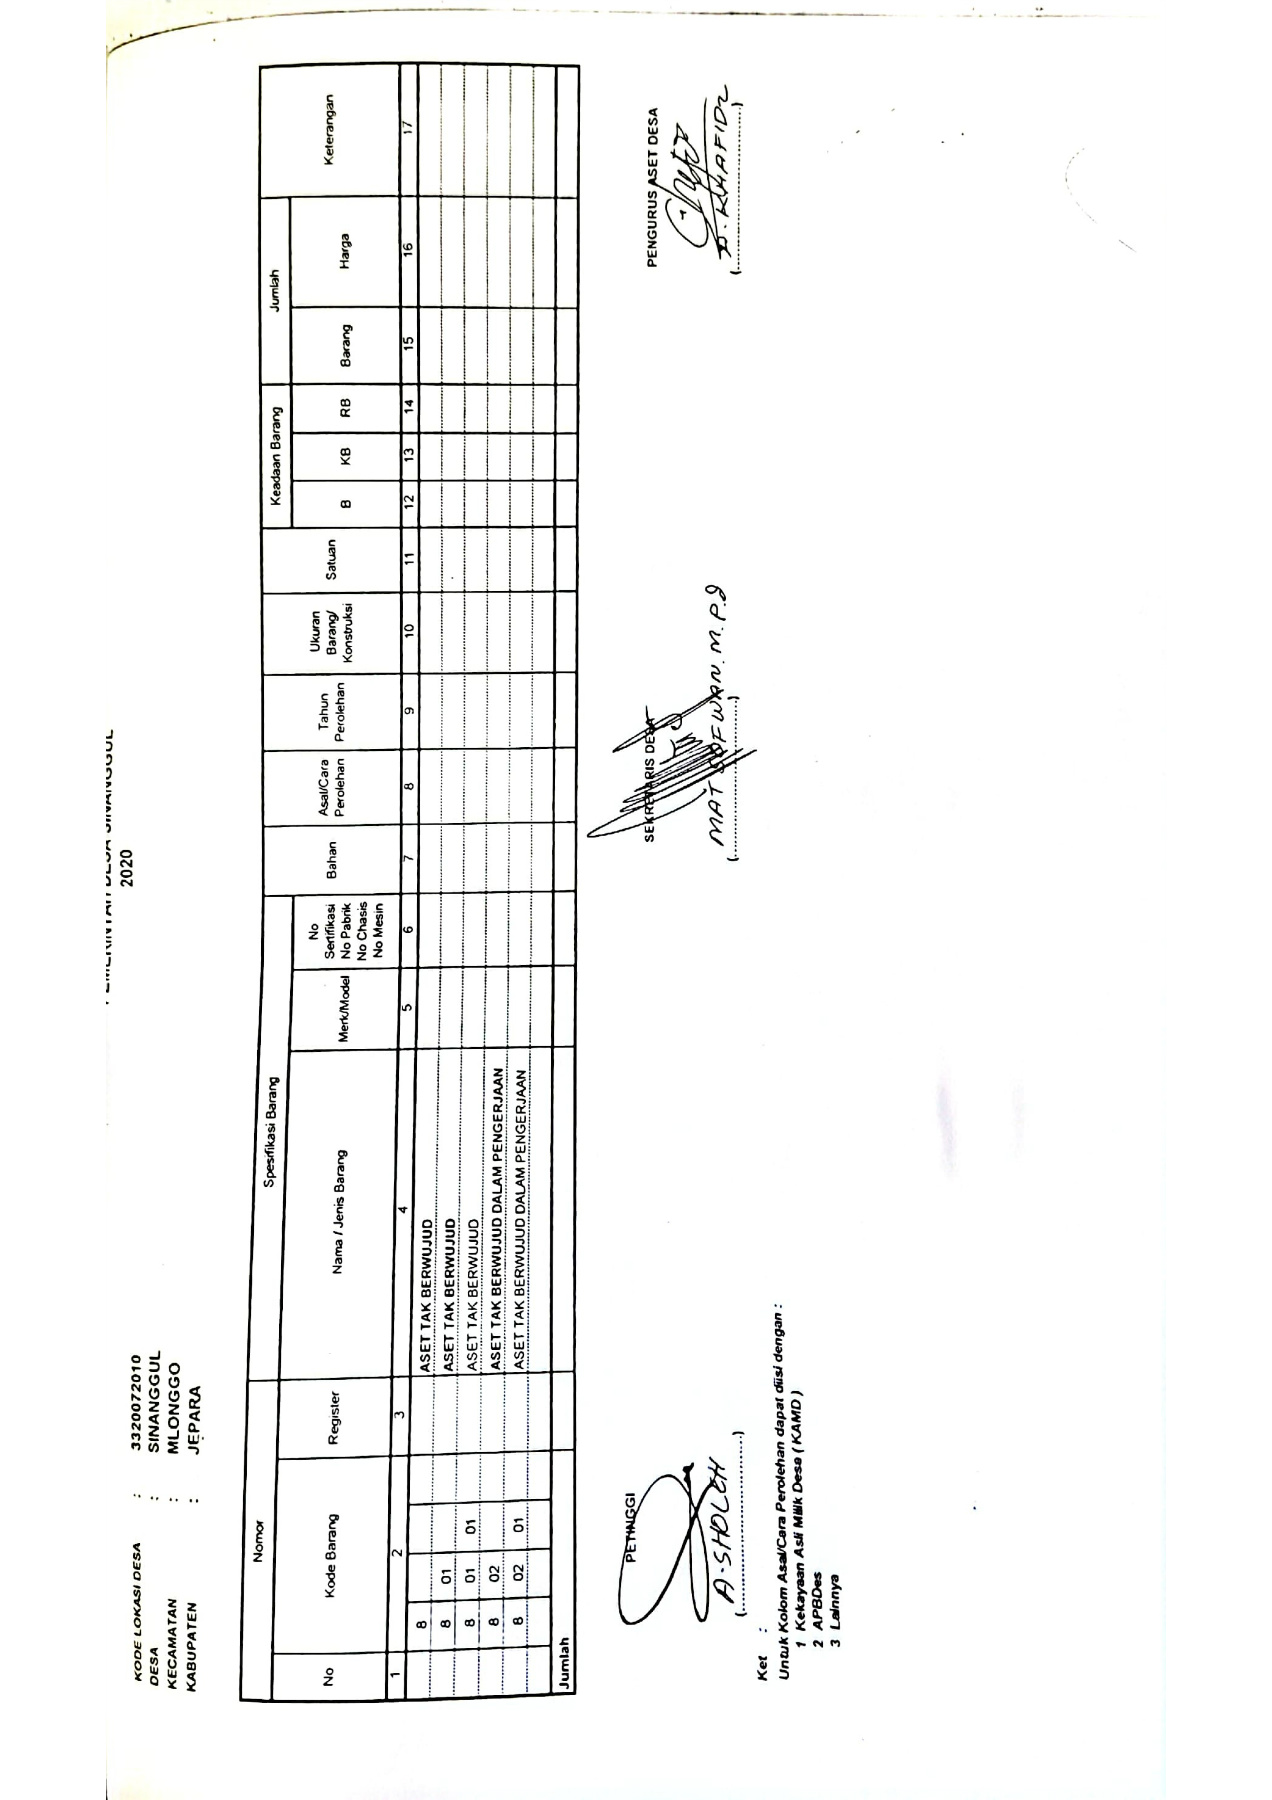 PEMERINTAH DESA SINANGGUL
2020
KODE LOKASI DESA : 3320072010
DESA : SINANGGUL
KECAMATAN : MLONGGO
KABUPATEN : JEPARA
Nomor Spesifikasi Barang Bahan Asal/Cara Perolehan Tahun Perolehan Ukuran Barang/ Konstruksi Satuan Keadaan Barang Jumlah Keterangan
No Kode Barang Register Nama / Jenis Barang Merk/Model No Sertifikasi No Pabrik No Chasis No Mesin B KB RB Barang Harga
1 2 3 4 5 6 7 8 9 10 11 12 13 14 15 16 17
8 ASET TAK BERWUJUD
8 01 ASET TAK BERWUJUD
8 01 01 ASET TAK BERWUJUD
8 02 ASET TAK BERWUJUD DALAM PENGERJAAN
8 02 01 ASET TAK BERWUJUD DALAM PENGERJAAN
Jumlah
PETINGGI SEKRETARIS DESA PENGURUS ASET DESA
A. SHOLEH MAT SOFWAN. M.P.d
(....................) (....................) (....................)
Ket :
Untuk Kolom Asal/Cara Perolehan dapat diisi dengan :
1 Kekayaan Asli Milik Desa ( KAMD )
2 APBDes
3 Lainnya